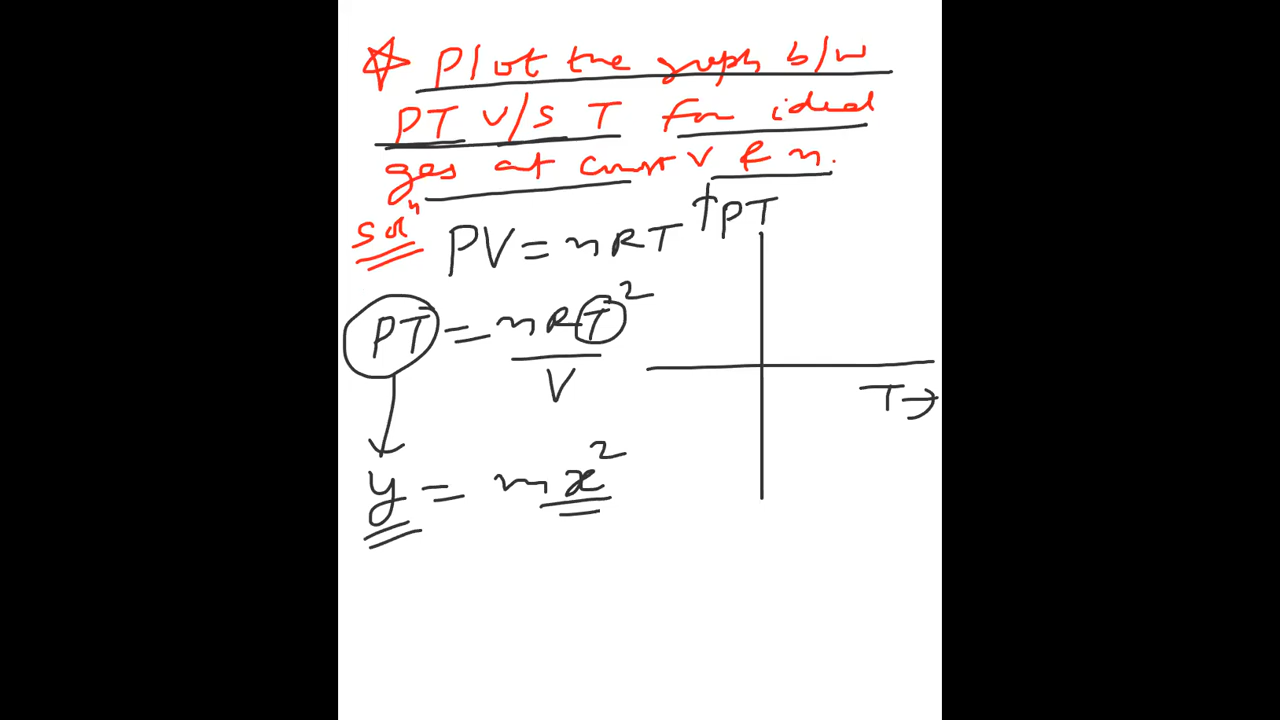 ☆ Plot the graph b/w
PT V/S T for ideal
gas at const V & n.
Solⁿ
PV = nRT
↑PT
PT = nRT²
V
T→
y = mx²